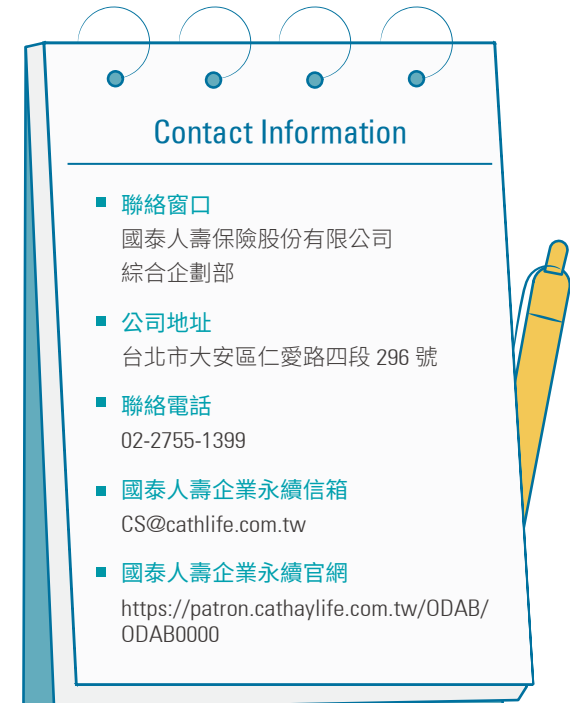 Contact Information
聯絡窗口
國泰人壽保險股份有限公司
綜合企劃部
公司地址
台北市大安區仁愛路四段 296 號
聯絡電話
02-2755-1399
國泰人壽企業永續信箱
CS@cathlife.com.tw
國泰人壽企業永續官網
https://patron.cathaylife.com.tw/ODAB/
ODAB0000